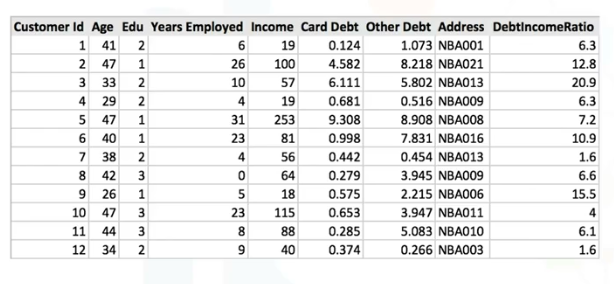 Customer Id Age Edu Years Employed Income Card Debt Other Debt Address DebtIncomeRatio
1 41 2 6 19 0.124 1.073 NBA001 6.3
2 47 1 26 100 4.582 8.218 NBA021 12.8
3 33 2 10 57 6.111 5.802 NBA013 20.9
4 29 2 4 19 0.681 0.516 NBA009 6.3
5 47 1 31 253 9.308 8.908 NBA008 7.2
6 40 1 23 81 0.998 7.831 NBA016 10.9
7 38 2 4 56 0.442 0.454 NBA013 1.6
8 42 3 0 64 0.279 3.945 NBA009 6.6
9 26 1 5 18 0.575 2.215 NBA006 15.5
10 47 3 23 115 0.653 3.947 NBA011 4
11 44 3 8 88 0.285 5.083 NBA010 6.1
12 34 2 9 40 0.374 0.266 NBA003 1.6